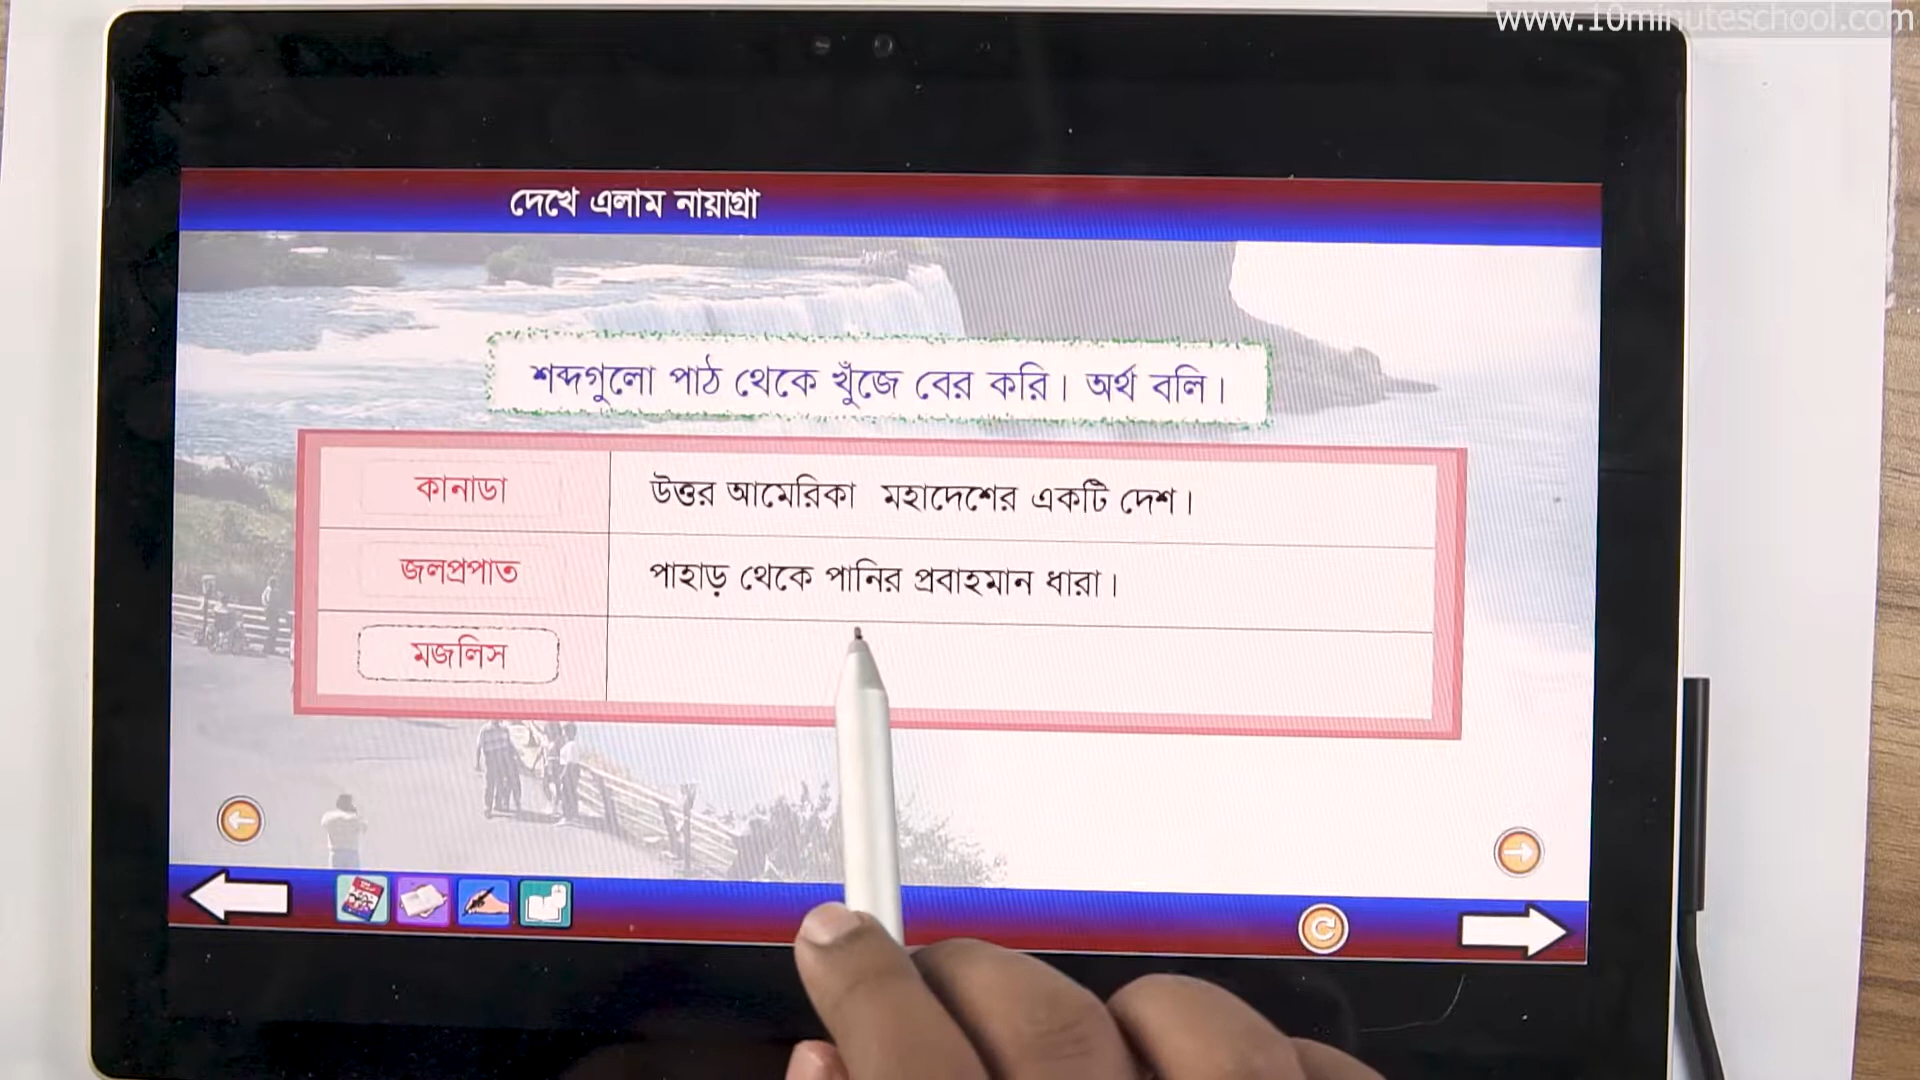 www.10minuteschool.com
দেখে এলাম নায়াগ্রা
শব্দগুলো পাঠ থেকে খুঁজে বের করি। অর্থ বলি।
কানাডা
উত্তর আমেরিকা মহাদেশের একটি দেশ।
জলপ্রপাত
পাহাড় থেকে পানির প্রবাহমান ধারা।
মজলিস